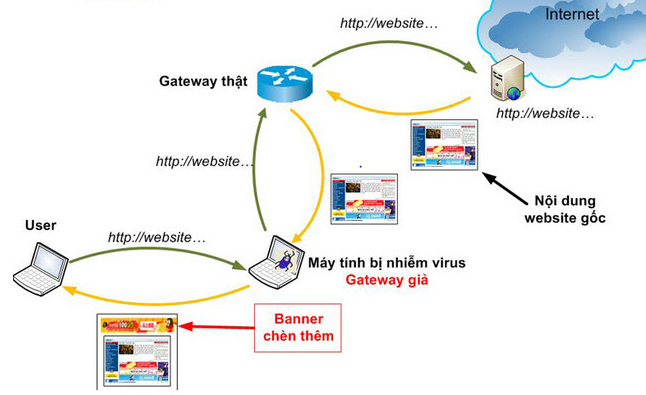 Internet
http://website...
Gateway thật
http://website...
http://website...
Nội dung
website gốc
User
http://website...
Máy tính bị nhiễm virus
Gateway giả
Banner
chèn thêm